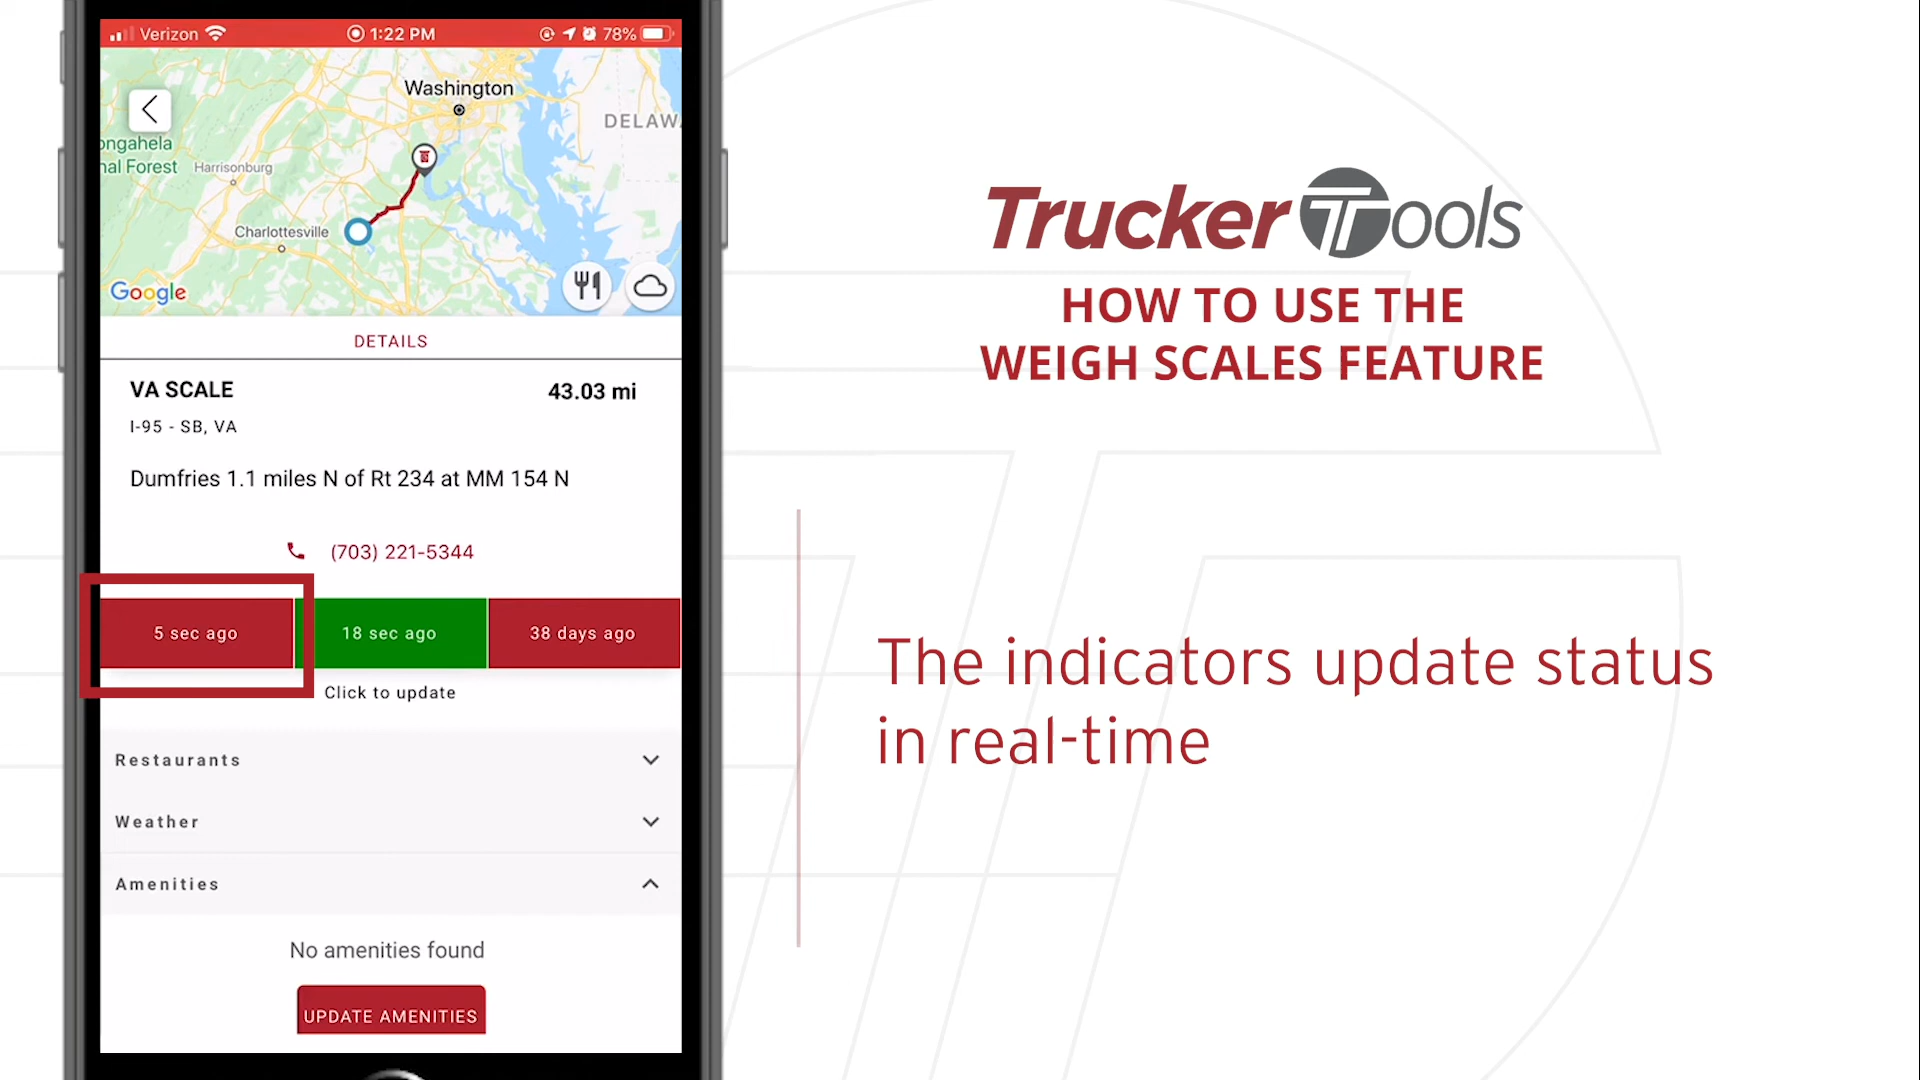 Verizon
1:22 PM
78%
Washington
DELAW
ongahela
nal Forest
Harrisonburg
Charlottesville
Google
DETAILS
VA SCALE
43.03 mi
I-95 - SB, VA
Dumfries 1.1 miles N of Rt 234 at MM 154 N
(703) 221-5344
5 sec ago
18 sec ago
38 days ago
Click to update
Restaurants
Weather
Amenities
No amenities found
UPDATE AMENITIES
Trucker Tools
HOW TO USE THE
WEIGH SCALES FEATURE
The indicators update status
in real-time